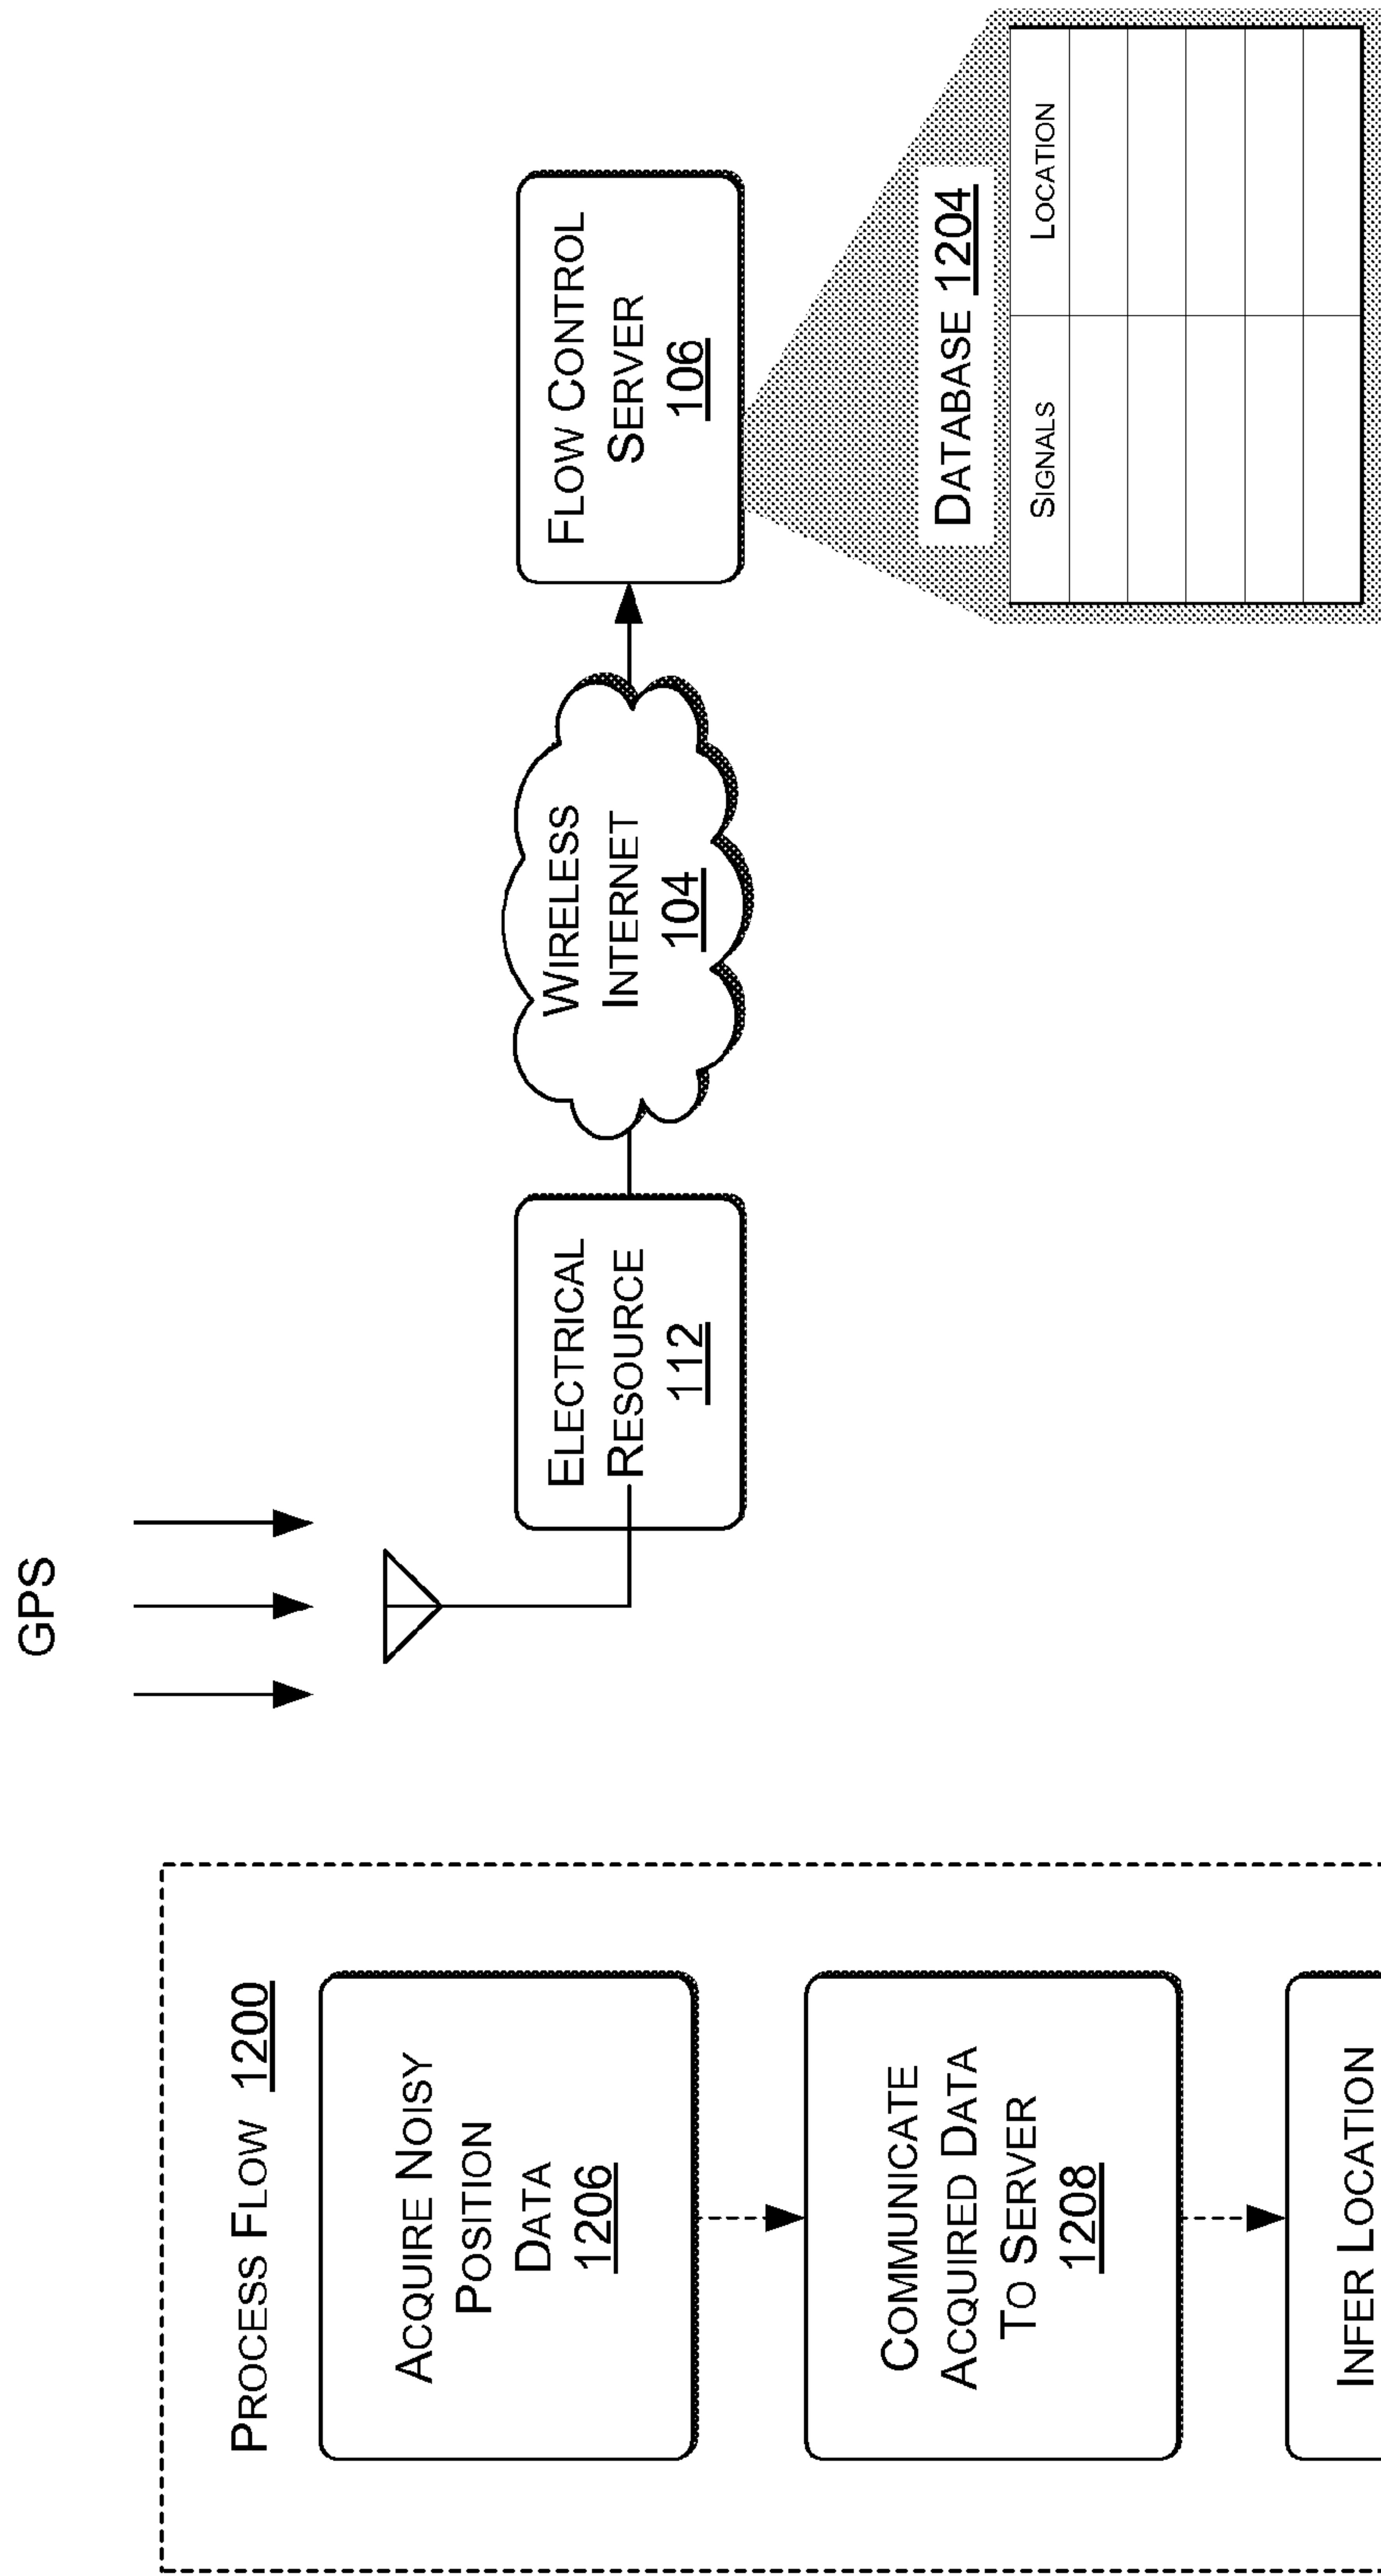 PROCESS FLOW 1200
ACQUIRE NOISY
POSITION
DATA
1206
COMMUNICATE
ACQUIRED DATA
TO SERVER
1208
INFER LOCATION
GPS
ELECTRICAL
RESOURCE
112
WIRELESS
INTERNET
104
FLOW CONTROL
SERVER
106
DATABASE 1204
SIGNALS
LOCATION